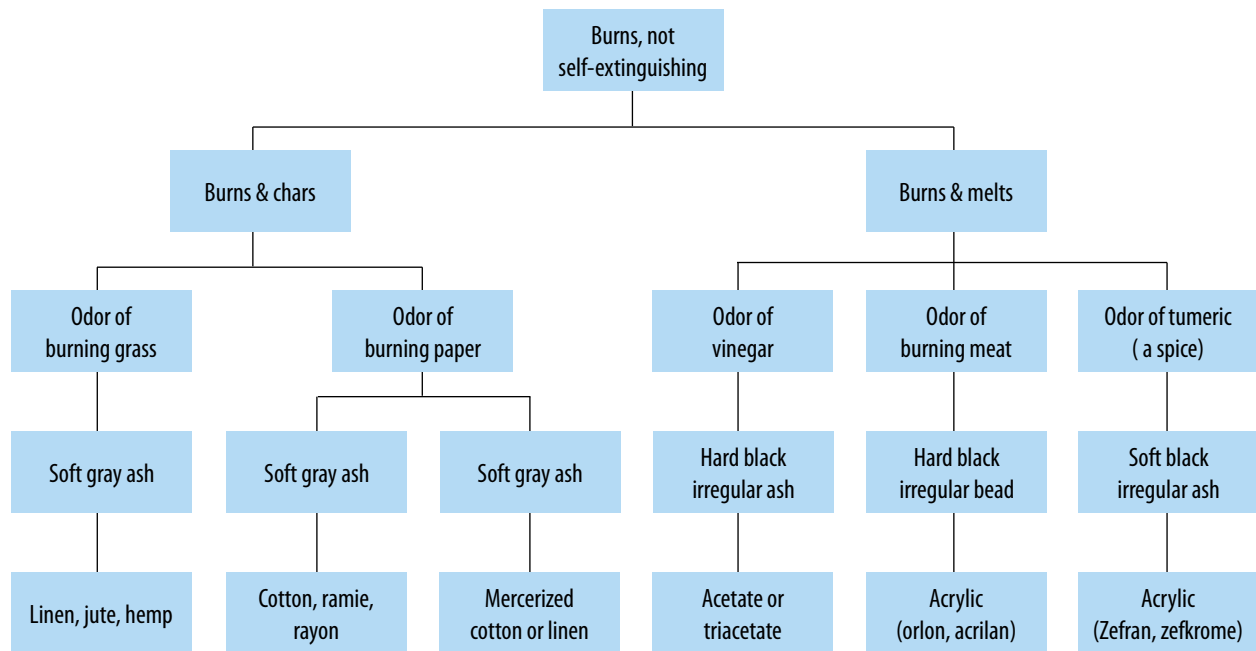 Burns, not
self-extinguishing
Burns & chars
Burns & melts
Odor of
burning grass
Odor of
burning paper
Odor of
vinegar
Odor of
burning meat
Odor of tumeric
( a spice)
Soft gray ash
Soft gray ash
Soft gray ash
Hard black
irregular ash
Hard black
irregular bead
Soft black
irregular ash
Linen, jute, hemp
Cotton, ramie,
rayon
Mercerized
cotton or linen
Acetate or
triacetate
Acrylic
(orlon, acrilan)
Acrylic
(Zefran, zefkrome)